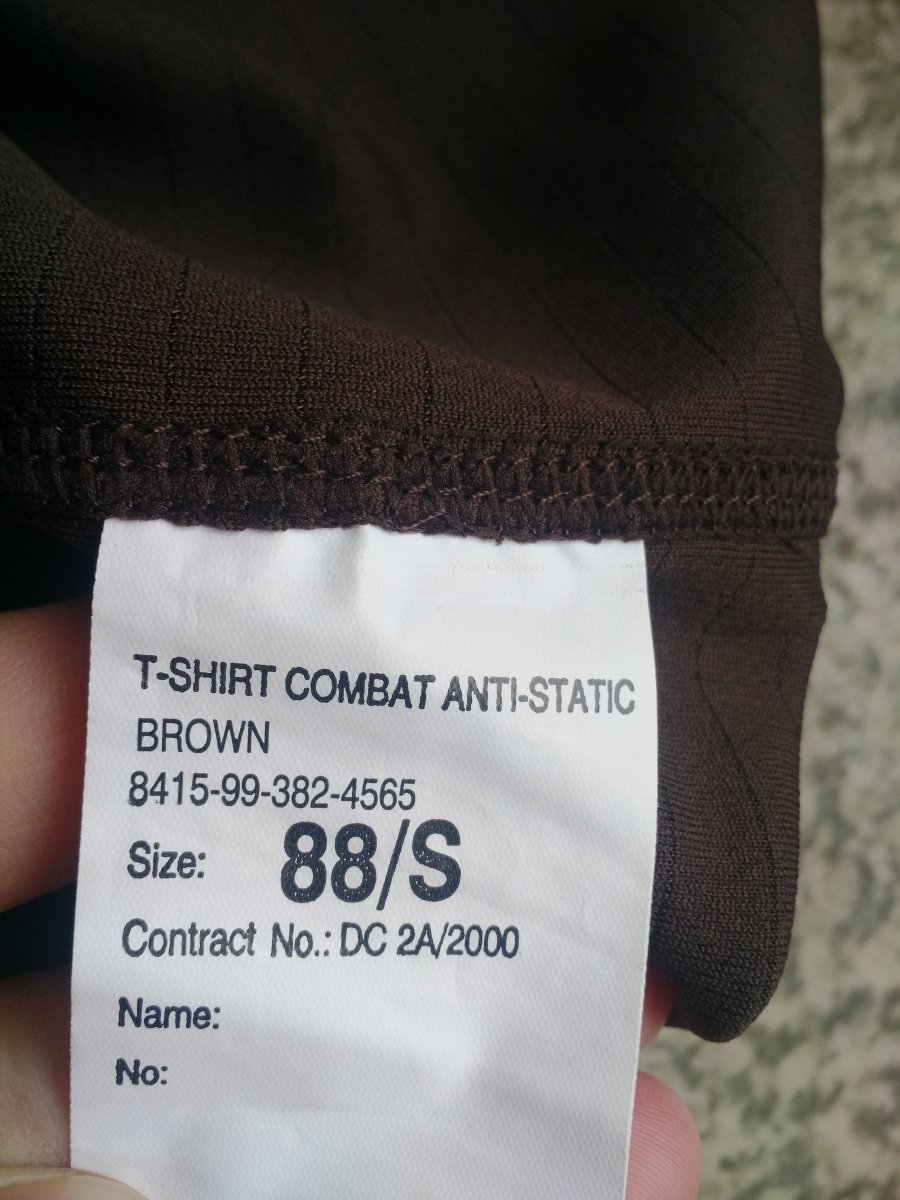 T-SHIRT COMBAT ANTI-STATIC
BROWN
8415-99-382-4565
Size: 88/S
Contract No.: DC 2A/2000
Name:
No: